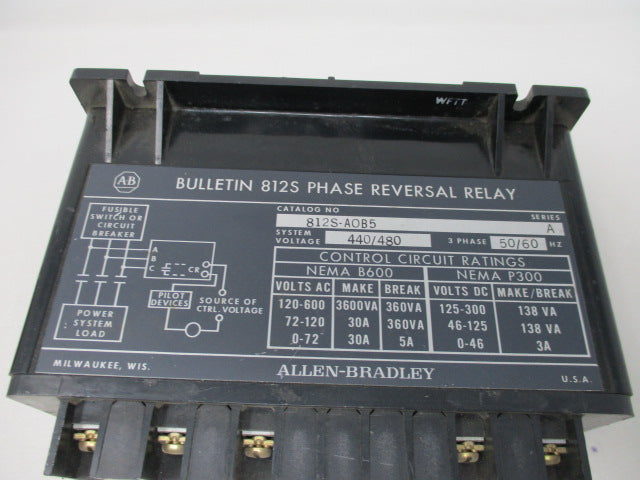 WFTT
AB
BULLETIN 812S PHASE REVERSAL RELAY
FUSIBLE
SWITCH OR
CIRCUIT
BREAKER
A
B
C
CR
PILOT
DEVICES
SOURCE OF
CTRL. VOLTAGE
POWER
SYSTEM
LOAD
CATALOG NO SERIES
812S-AOB5 A
SYSTEM
VOLTAGE 440/480 3 PHASE 50/60 HZ
CONTROL CIRCUIT RATINGS
NEMA B600 NEMA P300
VOLTS AC MAKE BREAK VOLTS DC MAKE/BREAK
120-600 3600VA 360VA 125-300 138 VA
72-120 30A 360VA 46-125 138 VA
0-72 30A 5A 0-46 3A
MILWAUKEE, WIS. ALLEN-BRADLEY U.S.A.